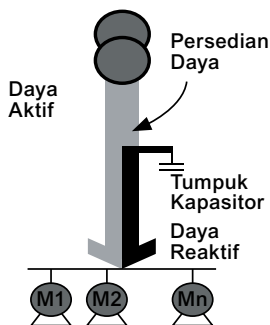 Persedian
Daya
Daya
Aktif
Tumpuk
Kapasitor
Daya
Reaktif
M1 M2 Mn